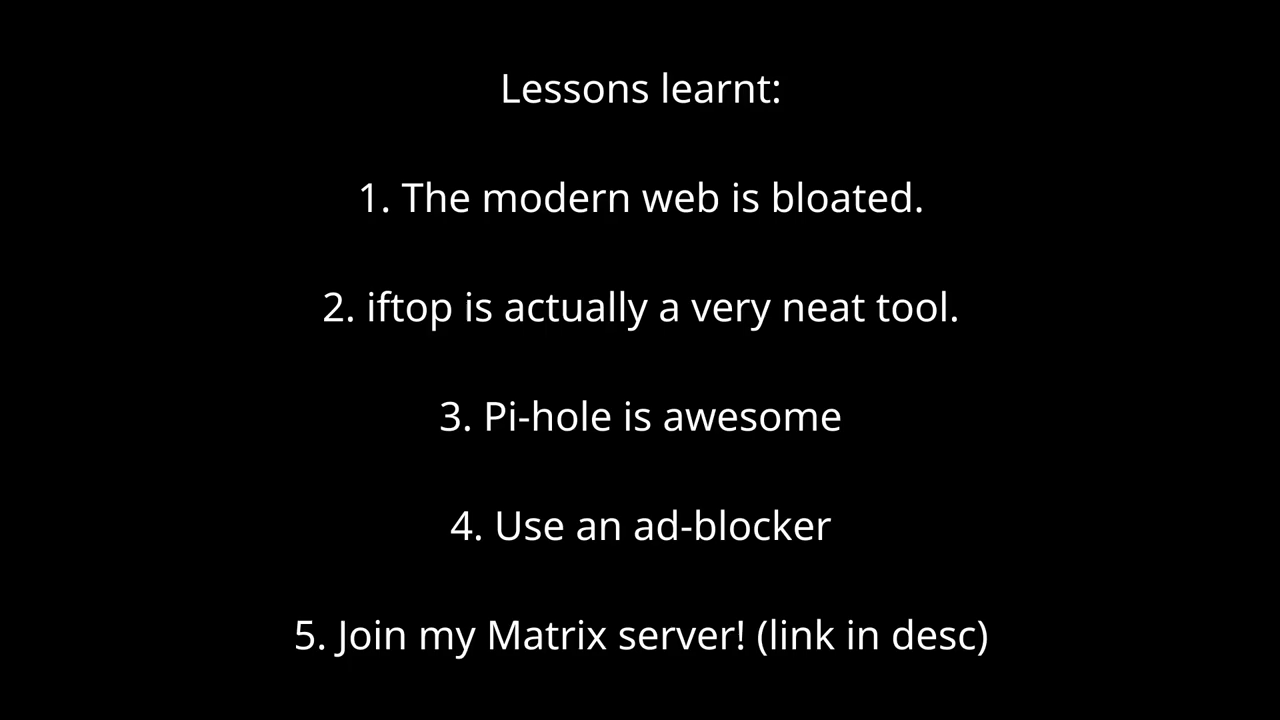 Lessons learnt:
1. The modern web is bloated.
2. iftop is actually a very neat tool.
3. Pi-hole is awesome
4. Use an ad-blocker
5. Join my Matrix server! (link in desc)